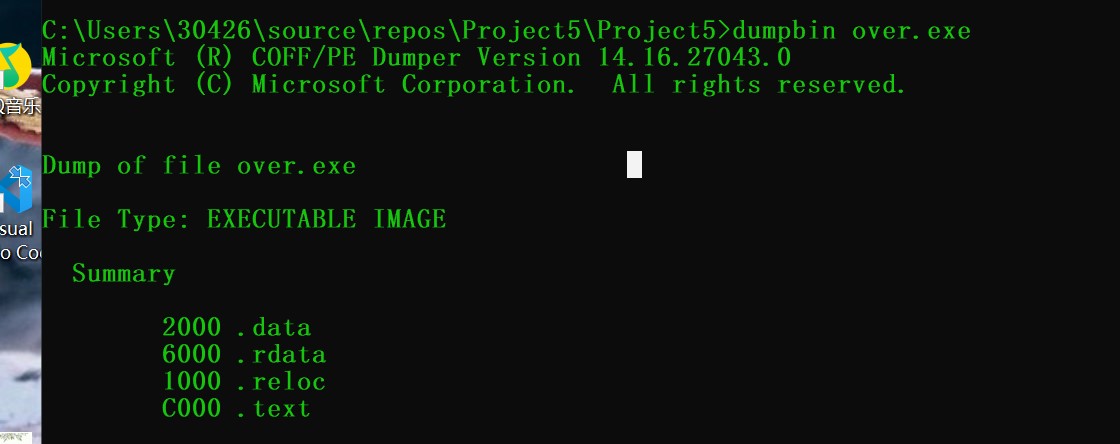 C:\Users\30426\source\repos\Project5\Project5>dumpbin over.exe
Microsoft (R) COFF/PE Dumper Version 14.16.27043.0
Copyright (C) Microsoft Corporation.  All rights reserved.
Q音乐
Dump of file over.exe
File Type: EXECUTABLE IMAGE
sual
o Co
Summary
2000 .data
6000 .rdata
1000 .reloc
C000 .text